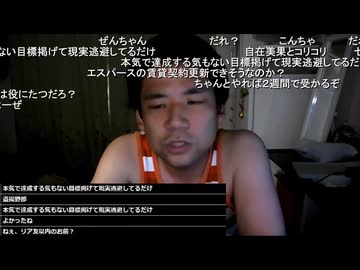 ぜんちゃん
だれ？
こんちゃ
ない目標掲げて現実逃避してるだけ
自在美果とコリコリ
本気で達成する気もない目標掲げて現実逃避してるだけ
エスパースの賃貸契約更新できそうなのか？
ちゃんとやれば2週間で受かるぞ
は役にたつだろ？
ーぜ
本気で達成する気もない目標掲げて現実逃避してるだけ
盗撮野郎
本気で達成する気もない目標掲げて現実逃避してるだけ
よかったね
ねぇ、リア友以内のお前？